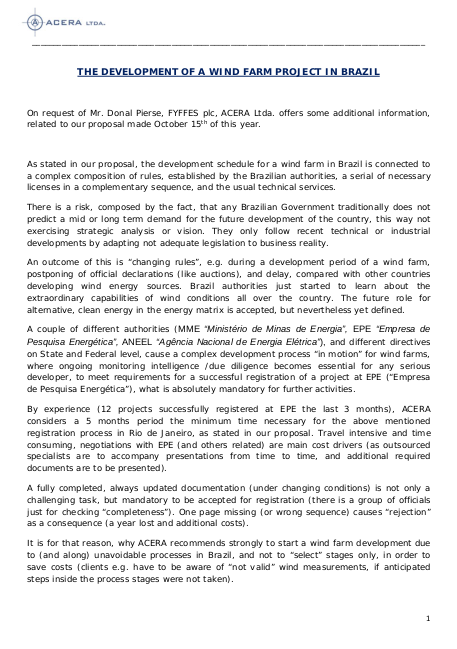 ACERA LTDA.
THE DEVELOPMENT OF A WIND FARM PROJECT IN BRAZIL
On request of Mr. Donal Pierse, FYFFES plc, ACERA Ltda. offers some additional information,
related to our proposal made October 15th of this year.
As stated in our proposal, the development schedule for a wind farm in Brazil is connected to
a complex composition of rules, established by the Brazilian authorities, a serial of necessary
licenses in a complementary sequence, and the usual technical services.
There is a risk, composed by the fact, that any Brazilian Government traditionally does not
predict a mid or long term demand for the future development of the country, this way not
exercising strategic analysis or vision. They only follow recent technical or industrial
developments by adapting not adequate legislation to business reality.
An outcome of this is “changing rules”, e.g. during a development period of a wind farm,
postponing of official declarations (like auctions), and delay, compared with other countries
developing wind energy sources. Brazil authorities just started to learn about the
extraordinary capabilities of wind conditions all over the country. The future role for
alternative, clean energy in the energy matrix is accepted, but nevertheless yet defined.
A couple of different authorities (MME “Ministério de Minas de Energia”, EPE “Empresa de
Pesquisa Energética”, ANEEL “Agência Nacional de Energia Elétrica”), and different directives
on State and Federal level, cause a complex development process “in motion” for wind farms,
where ongoing monitoring intelligence /due diligence becomes essential for any serious
developer, to meet requirements for a successful registration of a project at EPE (“Empresa
de Pesquisa Energética”), what is absolutely mandatory for further activities.
By experience (12 projects successfully registered at EPE the last 3 months), ACERA
considers a 5 months period the minimum time necessary for the above mentioned
registration process in Rio de Janeiro, as stated in our proposal. Travel intensive and time
consuming, negotiations with EPE (and others related) are main cost drivers (as outsourced
specialists are to accompany presentations from time to time, and additional required
documents are to be presented).
A fully completed, always updated documentation (under changing conditions) is not only a
challenging task, but mandatory to be accepted for registration (there is a group of officials
just for checking “completeness”). One page missing (or wrong sequence) causes “rejection”
as a consequence (a year lost and additional costs).
It is for that reason, why ACERA recommends strongly to start a wind farm development due
to (and along) unavoidable processes in Brazil, and not to “select” stages only, in order to
save costs (clients e.g. have to be aware of “not valid” wind measurements, if anticipated
steps inside the process stages were not taken).
1